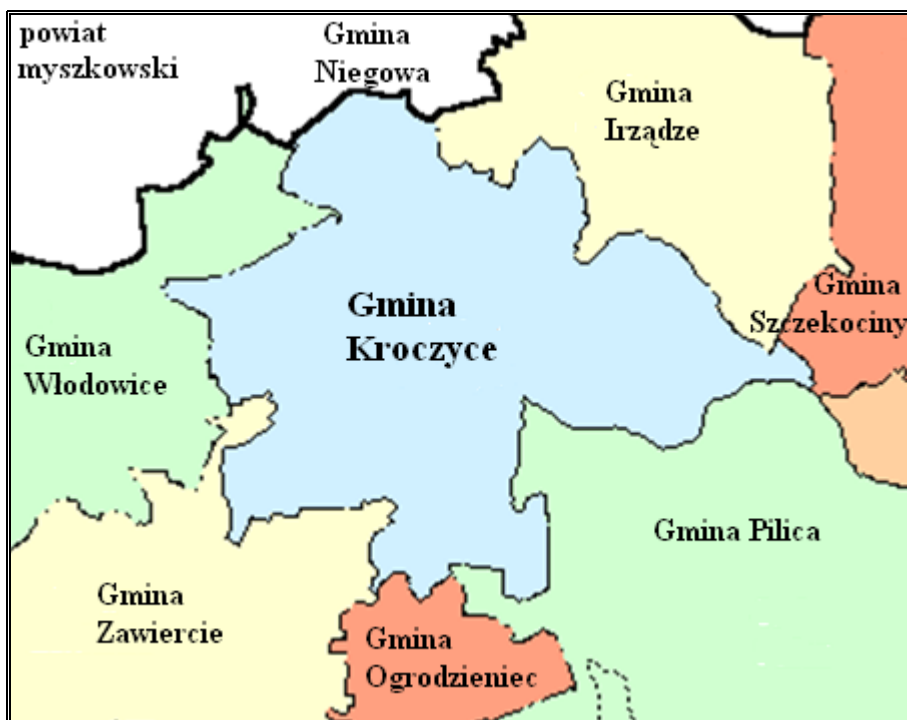 powiat
myszkowski
Gmina
Niegowa
Gmina
Irządze
Gmina
Szczekociny
Gmina
Kroczyce
Gmina
Włodowice
Gmina Pilica
Gmina
Zawiercie
Gmina
Ogrodzieniec